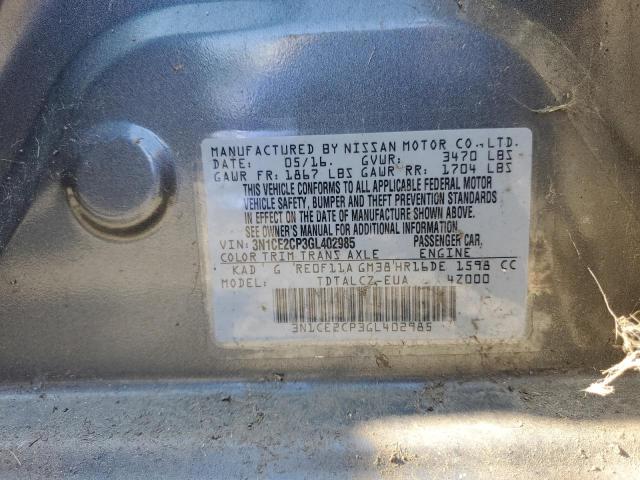 MANUFACTURED BY NISSAN MOTOR CO., LTD.
DATE: 05/16. GVWR: 3470 LBS
GAWR FR: 1867 LBS GAWR RR: 1704 LBS
THIS VEHICLE CONFORMS TO ALL APPLICABLE FEDERAL MOTOR
VEHICLE SAFETY, BUMPER AND THEFT PREVENTION STANDARDS
IN EFFECT ON THE DATE OF MANUFACTURE SHOWN ABOVE.
SEE OWNER'S MANUAL FOR ADDITIONAL INFORMATION.
VIN: 3N1CE2CP3GL402985 PASSENGER CAR
COLOR TRIM TRANS AXLE ENGINE
KAD G RE0F11A GM38 HR16DE 1598 CC
MODEL: TDTALCZ-EUA 4Z000
3N1CE2CP3GL402985